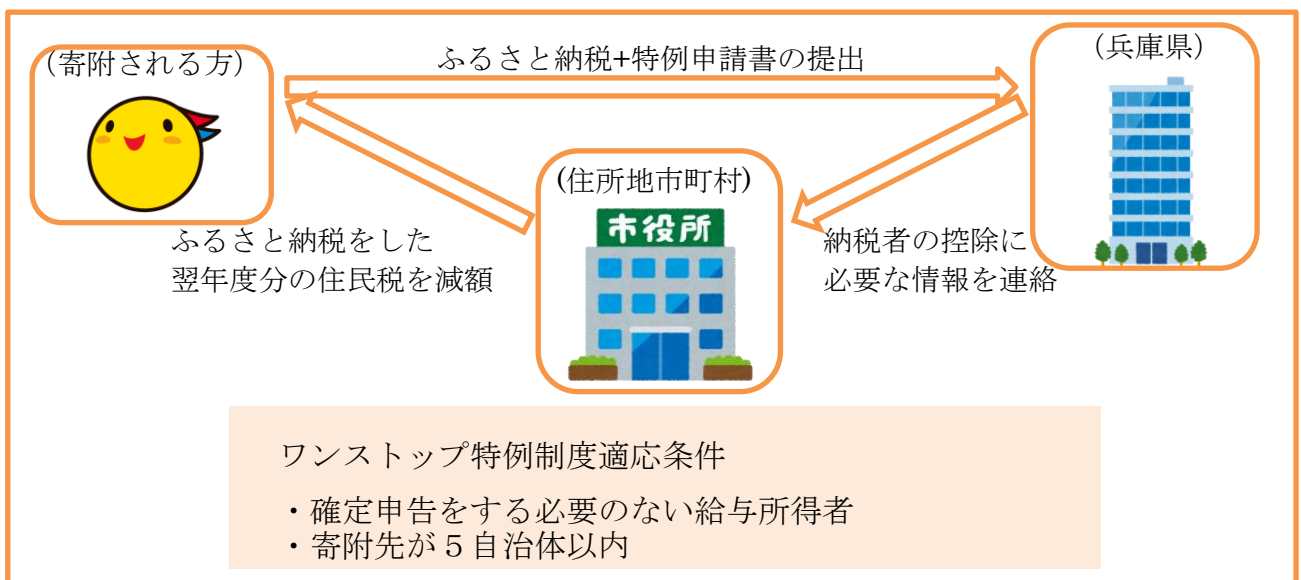 (寄附される方)
ふるさと納税+特例申請書の提出
(兵庫県)
(住所地市町村)
市役所
ふるさと納税をした
翌年度分の住民税を減額
納税者の控除に
必要な情報を連絡
ワンストップ特例制度適応条件
・確定申告をする必要のない給与所得者
・寄附先が5自治体以内